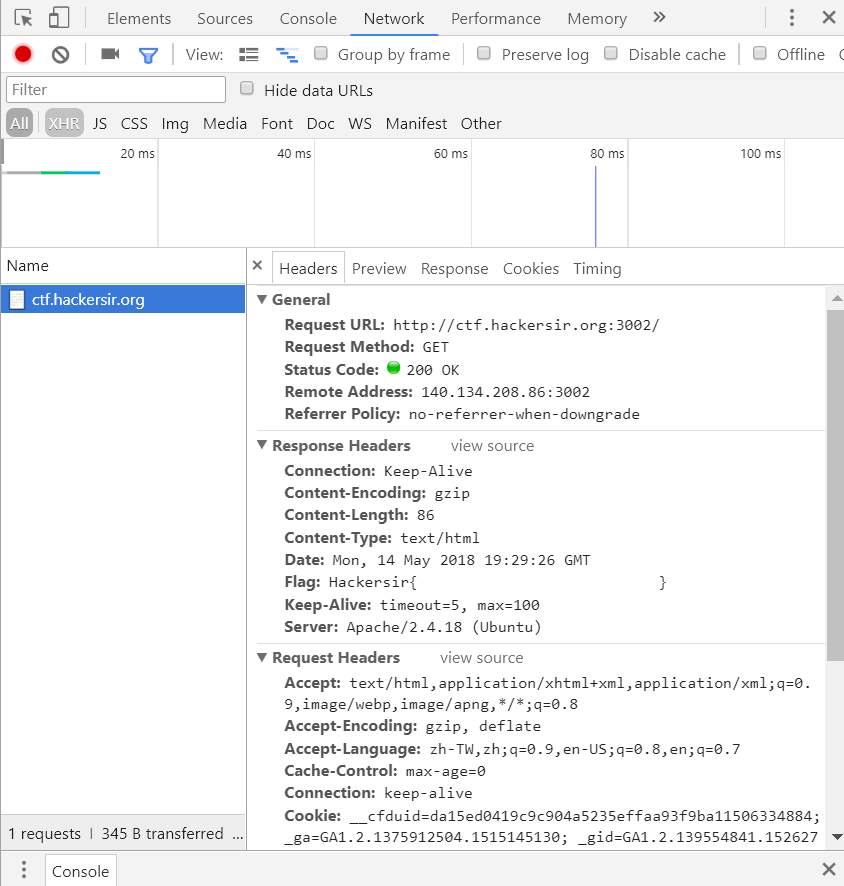 Elements Sources Console Network Performance Memory »
View: Group by frame Preserve log Disable cache Offline
Filter Hide data URLs
All XHR JS CSS Img Media Font Doc WS Manifest Other
20 ms 40 ms 60 ms 80 ms 100 ms
Name
ctf.hackersir.org
× Headers Preview Response Cookies Timing
▼ General
Request URL: http://ctf.hackersir.org:3002/
Request Method: GET
Status Code: 200 OK
Remote Address: 140.134.208.86:3002
Referrer Policy: no-referrer-when-downgrade
▼ Response Headers view source
Connection: Keep-Alive
Content-Encoding: gzip
Content-Length: 86
Content-Type: text/html
Date: Mon, 14 May 2018 19:29:26 GMT
Flag: Hackersir{ }
Keep-Alive: timeout=5, max=100
Server: Apache/2.4.18 (Ubuntu)
▼ Request Headers view source
Accept: text/html,application/xhtml+xml,application/xml;q=0.
9,image/webp,image/apng,*/*;q=0.8
Accept-Encoding: gzip, deflate
Accept-Language: zh-TW,zh;q=0.9,en-US;q=0.8,en;q=0.7
Cache-Control: max-age=0
Connection: keep-alive
Cookie: __cfduid=da15ed0419c9c904a5235effaa93f9ba11506334884;
_ga=GA1.2.1375912504.1515145130; _gid=GA1.2.139554841.152627
1 requests | 345 B transferred ...
Console